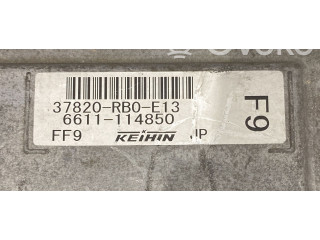 37820-RB0-E13
6611-114850
FF9 KEIHIN JP
F9